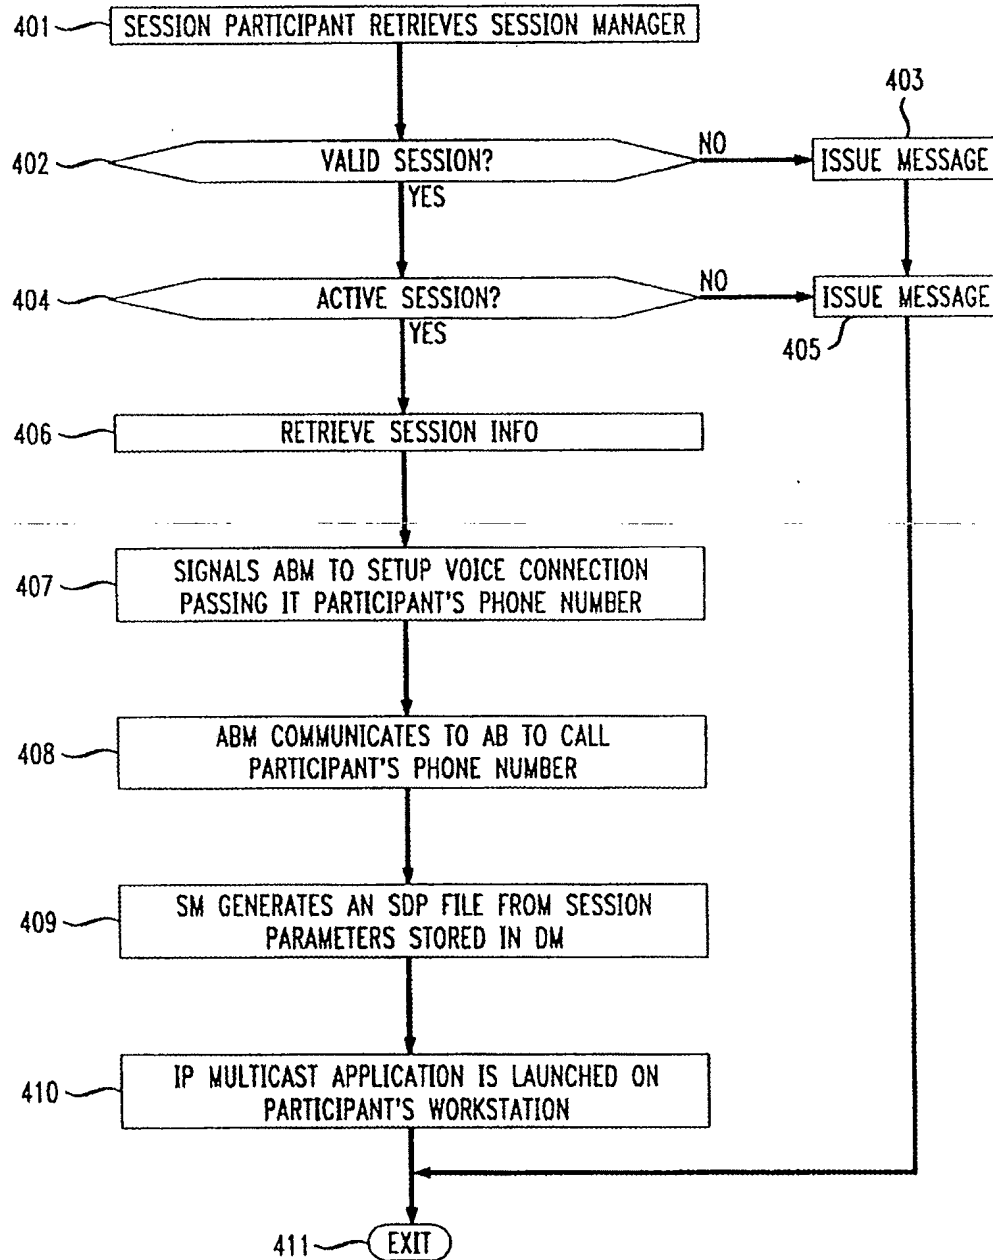 401
SESSION PARTICIPANT RETRIEVES SESSION MANAGER
403
402
VALID SESSION?
NO
ISSUE MESSAGE
YES
404
ACTIVE SESSION?
NO
ISSUE MESSAGE
YES
405
406
RETRIEVE SESSION INFO
407
SIGNALS ABM TO SETUP VOICE CONNECTION
PASSING IT PARTICIPANT'S PHONE NUMBER
408
ABM COMMUNICATES TO AB TO CALL
PARTICIPANT'S PHONE NUMBER
409
SM GENERATES AN SDP FILE FROM SESSION
PARAMETERS STORED IN DM
410
IP MULTICAST APPLICATION IS LAUNCHED ON
PARTICIPANT'S WORKSTATION
411
EXIT